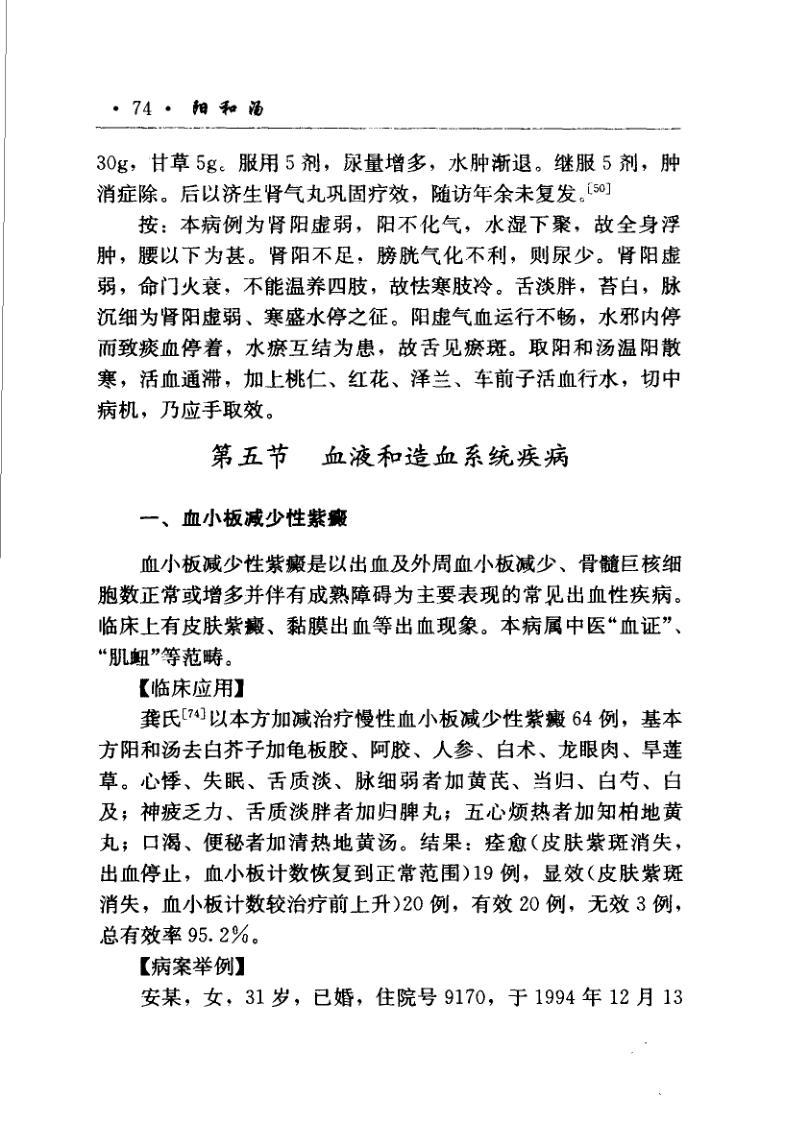 · 74 · 阳和汤
30g，甘草 5g。服用 5 剂，尿量增多，水肿渐退。继服 5 剂，肿
消症除。后以济生肾气丸巩固疗效，随访年余未复发。[50]
按：本病例为肾阳虚弱，阳不化气，水湿下聚，故全身浮
肿，腰以下为甚。肾阳不足，膀胱气化不利，则尿少。肾阳虚
弱，命门火衰，不能温养四肢，故怯寒肢冷。舌淡胖，苔白，脉
沉细为肾阳虚弱、寒盛水停之征。阳虚气血运行不畅，水邪内停
而致痰血停着，水瘀互结为患，故舌见瘀斑。取阳和汤温阳散
寒，活血通滞，加上桃仁、红花、泽兰、车前子活血行水，切中
病机，乃应手取效。
第五节 血液和造血系统疾病
一、血小板减少性紫癜
血小板减少性紫癜是以出血及外周血小板减少、骨髓巨核细
胞数正常或增多并伴有成熟障碍为主要表现的常见出血性疾病。
临床上有皮肤紫癜、黏膜出血等出血现象。本病属中医“血证”、
“肌衄”等范畴。
【临床应用】
龚氏[74]以本方加减治疗慢性血小板减少性紫癜 64 例，基本
方阳和汤去白芥子加龟板胶、阿胶、人参、白术、龙眼肉、旱莲
草。心悸、失眠、舌质淡、脉细弱者加黄芪、当归、白芍、白
及；神疲乏力、舌质淡胖者加归脾丸；五心烦热者加知柏地黄
丸；口渴、便秘者加清热地黄汤。结果：痊愈（皮肤紫斑消失，
出血停止，血小板计数恢复到正常范围）19 例，显效（皮肤紫斑
消失，血小板计数较治疗前上升）20 例，有效 20 例，无效 3 例，
总有效率 95.2%。
【病案举例】
安某，女，31 岁，已婚，住院号 9170，于 1994 年 12 月 13